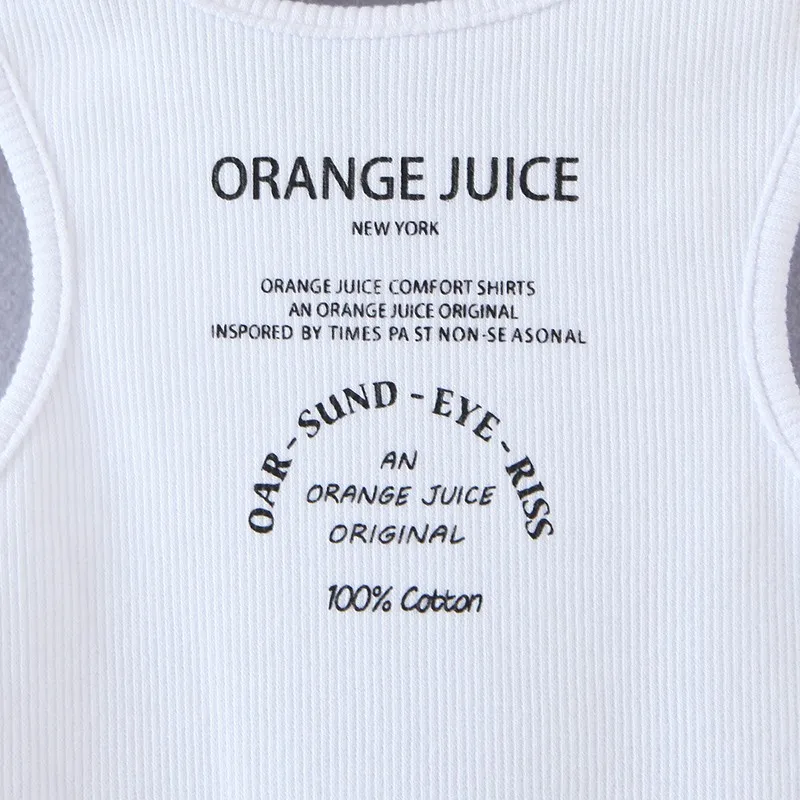 ORANGE JUICE
NEW YORK
ORANGE JUICE COMFORT SHIRTS
AN ORANGE JUICE ORIGINAL
INSPORED BY TIMES PA ST NON-SE ASONAL
OAR - SUND - EYE - RISS
AN
ORANGE JUICE
ORIGINAL
100% Cotton